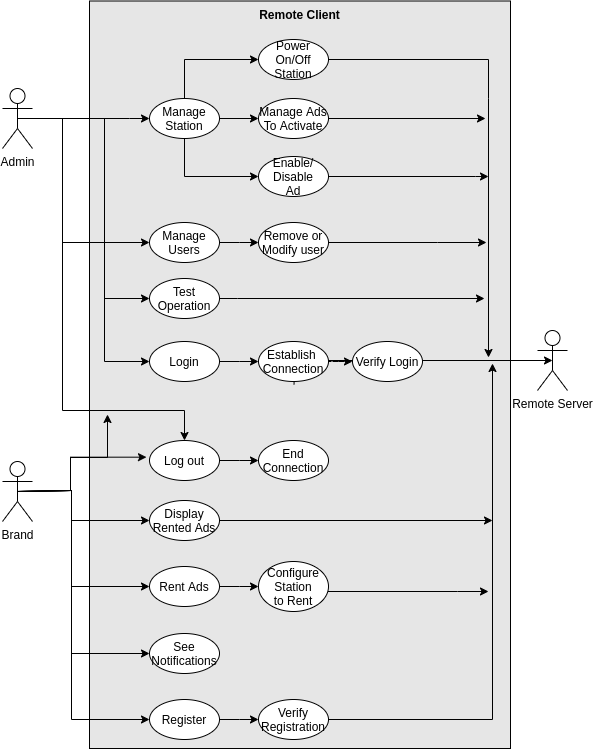 Remote Client
Power
On/Off
Station
Manage
Station
Manage Ads
To Activate
Admin
Enable/
Disable
Ad
Manage
Users
Remove or
Modify user
Test
Operation
Login
Establish
Connection
Verify Login
Remote Server
Log out
End
Connection
Brand
Display
Rented Ads
Rent Ads
Configure
Station
to Rent
See
Notifications
Register
Verify
Registration